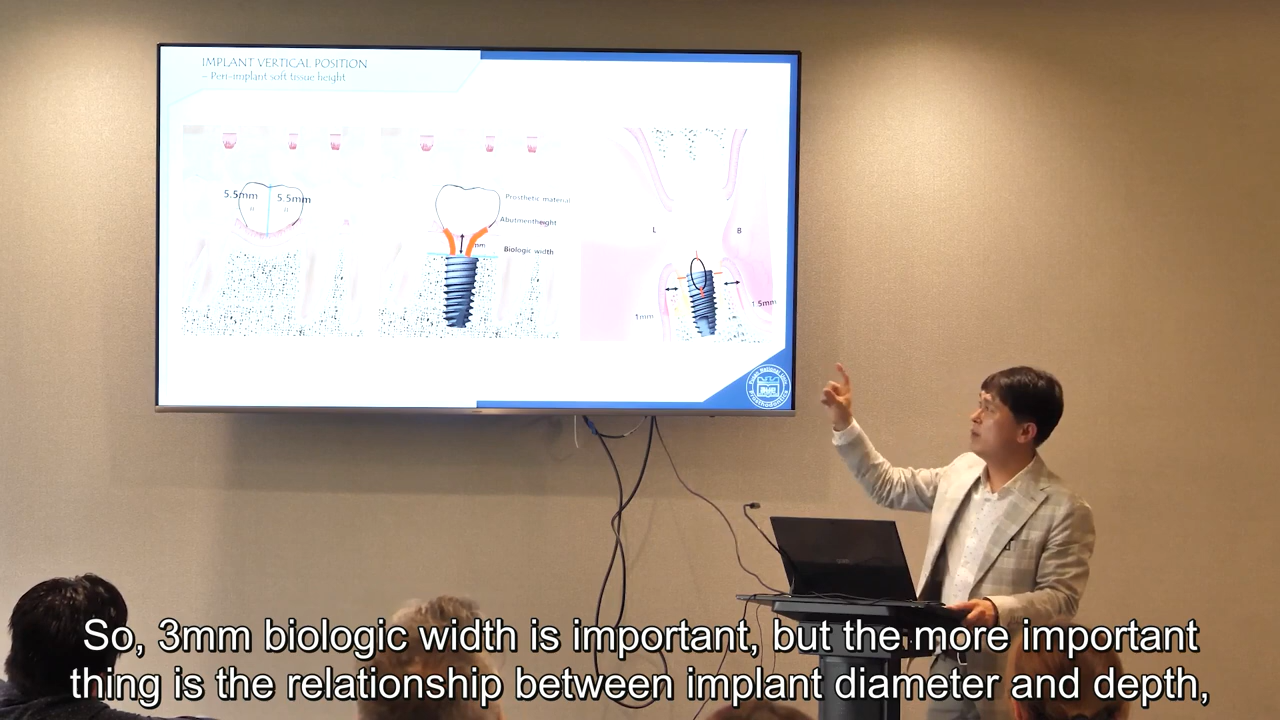 IMPLANT VERTICAL POSITION
– Peri-implant soft tissue height
5.5mm 5.5mm
Prosthetic material
Abutmentheight
mm
Biologic width
L B
1mm
1.5mm
So, 3mm biologic width is important, but the more important
thing is the relationship between implant diameter and depth,